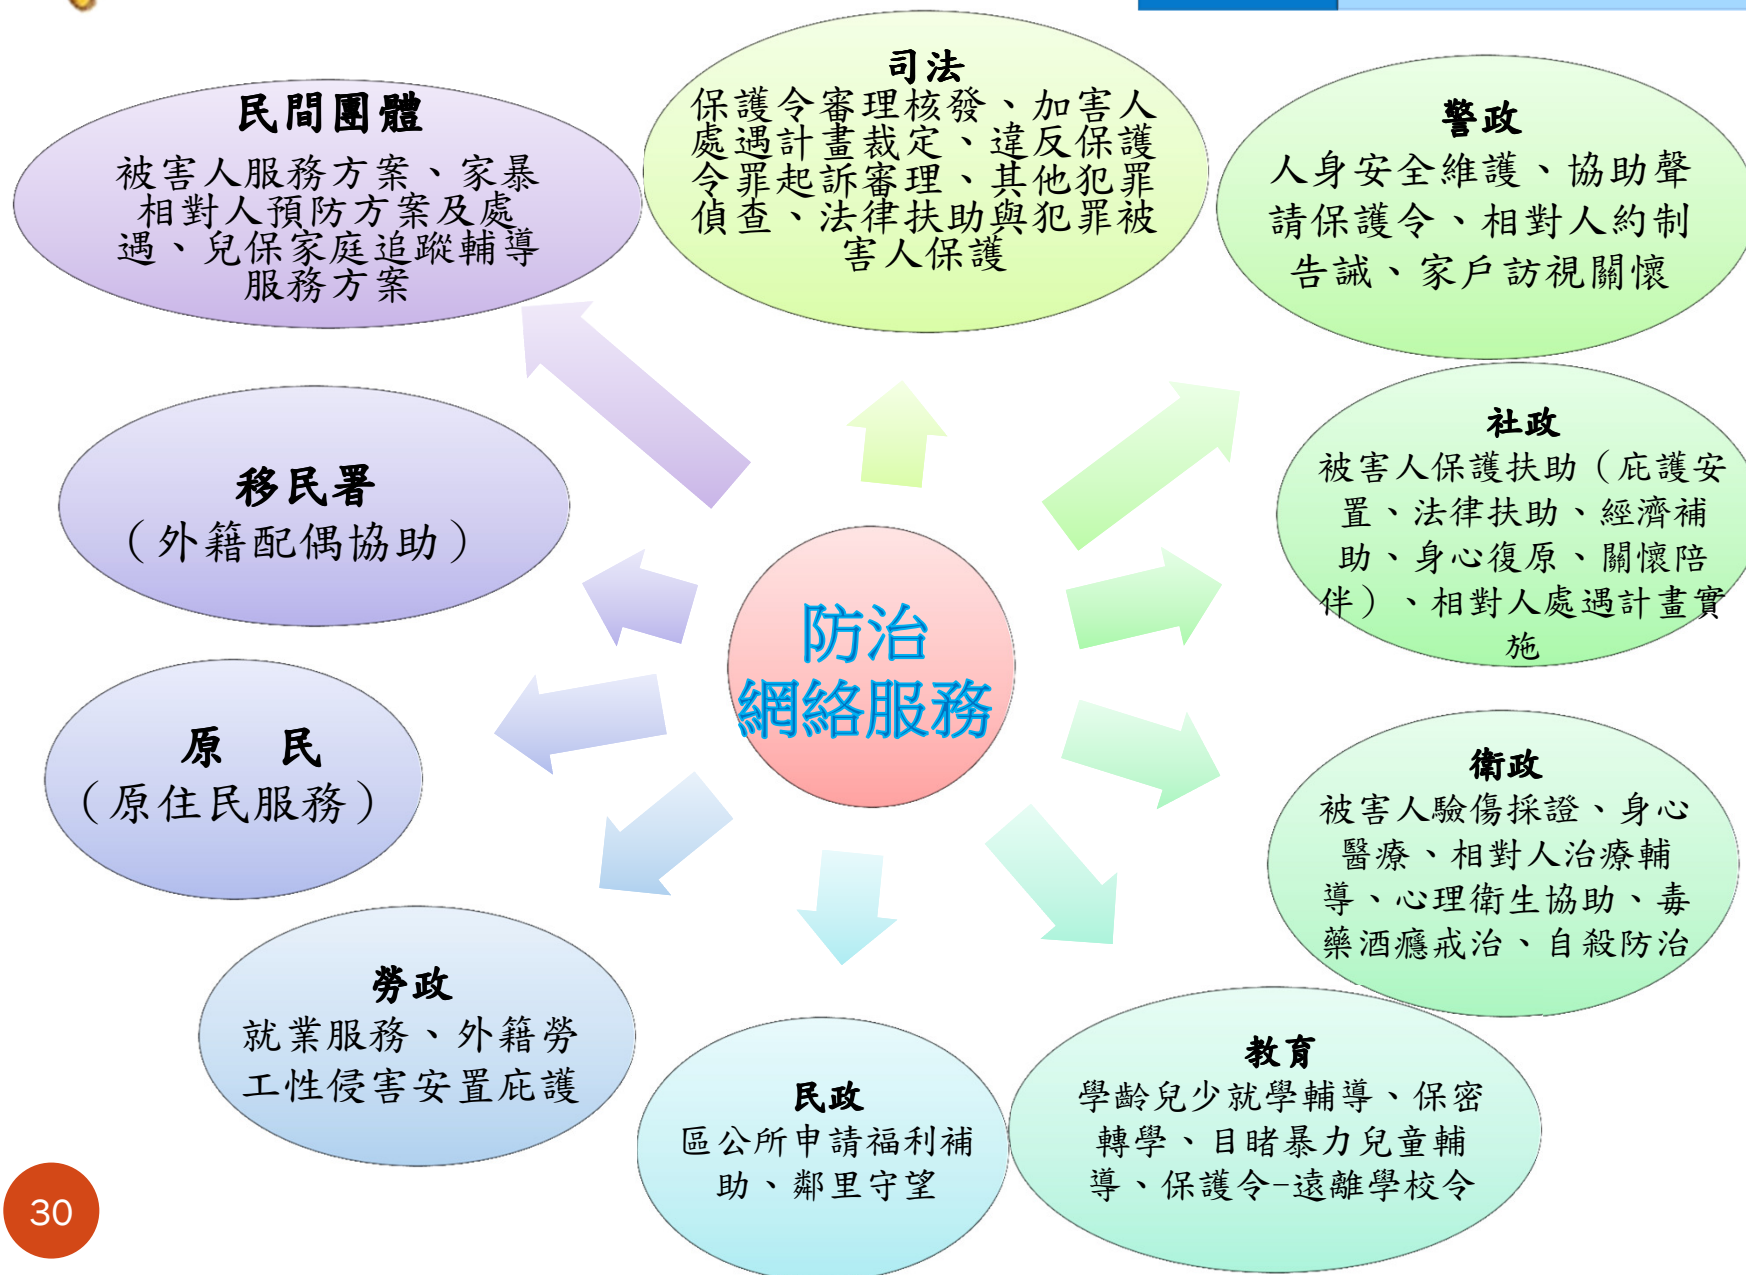 司法
保護令審理核發、加害人
處遇計畫裁定、違反保護
令罪起訴審理、其他犯罪
偵查、法律扶助與犯罪被
害人保護
警政
人身安全維護、協助聲
請保護令、相對人約制
告誡、家戶訪視關懷
社政
被害人保護扶助（庇護安
置、法律扶助、經濟補
助、身心復原、關懷陪
伴）、相對人處遇計畫實
施
衛政
被害人驗傷採證、身心
醫療、相對人治療輔
導、心理衛生協助、毒
藥酒癮戒治、自殺防治
教育
學齡兒少就學輔導、保密
轉學、目睹暴力兒童輔
導、保護令-遠離學校令
民政
區公所申請福利補
助、鄰里守望
勞政
就業服務、外籍勞
工性侵害安置庇護
原　民
（原住民服務）
移民署
（外籍配偶協助）
民間團體
被害人服務方案、家暴
相對人預防方案及處
遇、兒保家庭追蹤輔導
服務方案
防治
網絡服務
30